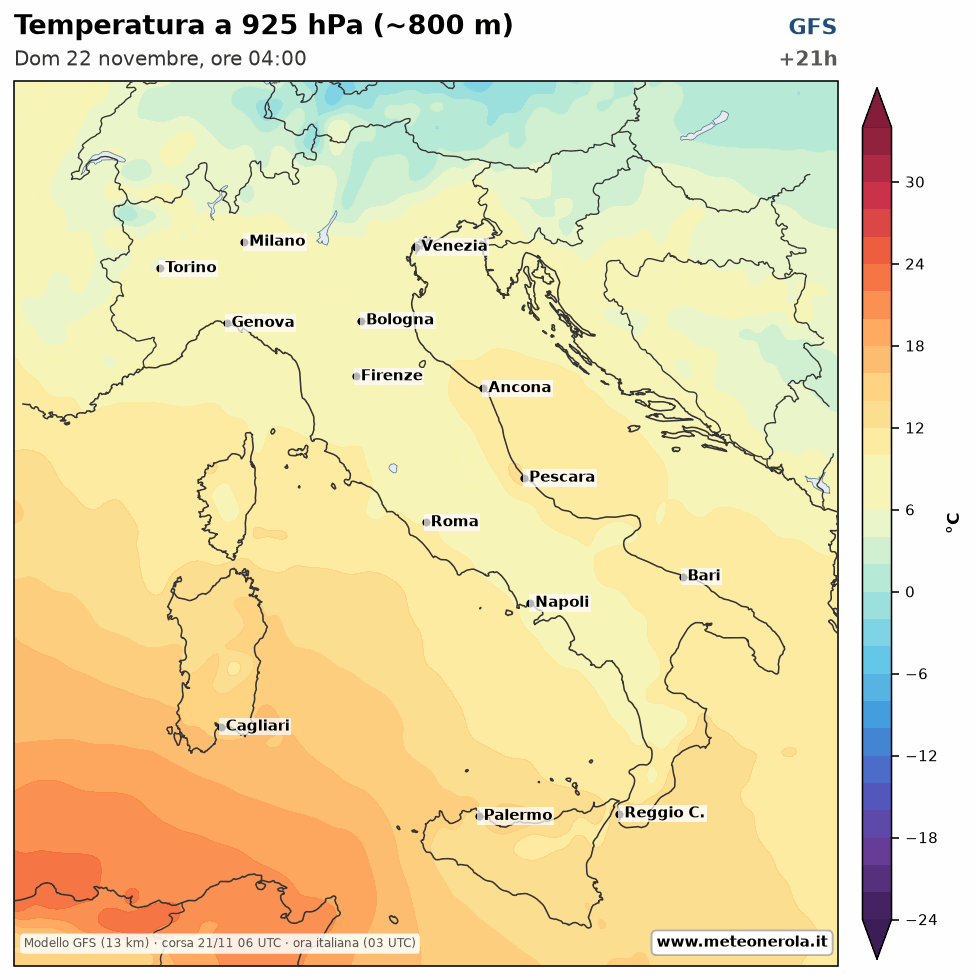 Temperatura a 925 hPa (~800 m)
GFS
Dom 22 novembre, ore 04:00
+21h
Milano
Venezia
Torino
Genova
Bologna
Firenze
Ancona
Pescara
Roma
Bari
Napoli
Cagliari
Palermo
Reggio C.
30
24
18
12
6
0
−6
−12
−18
−24
°C
Modello GFS (13 km) · corsa 21/11 06 UTC · ora italiana (03 UTC)
www.meteonerola.it